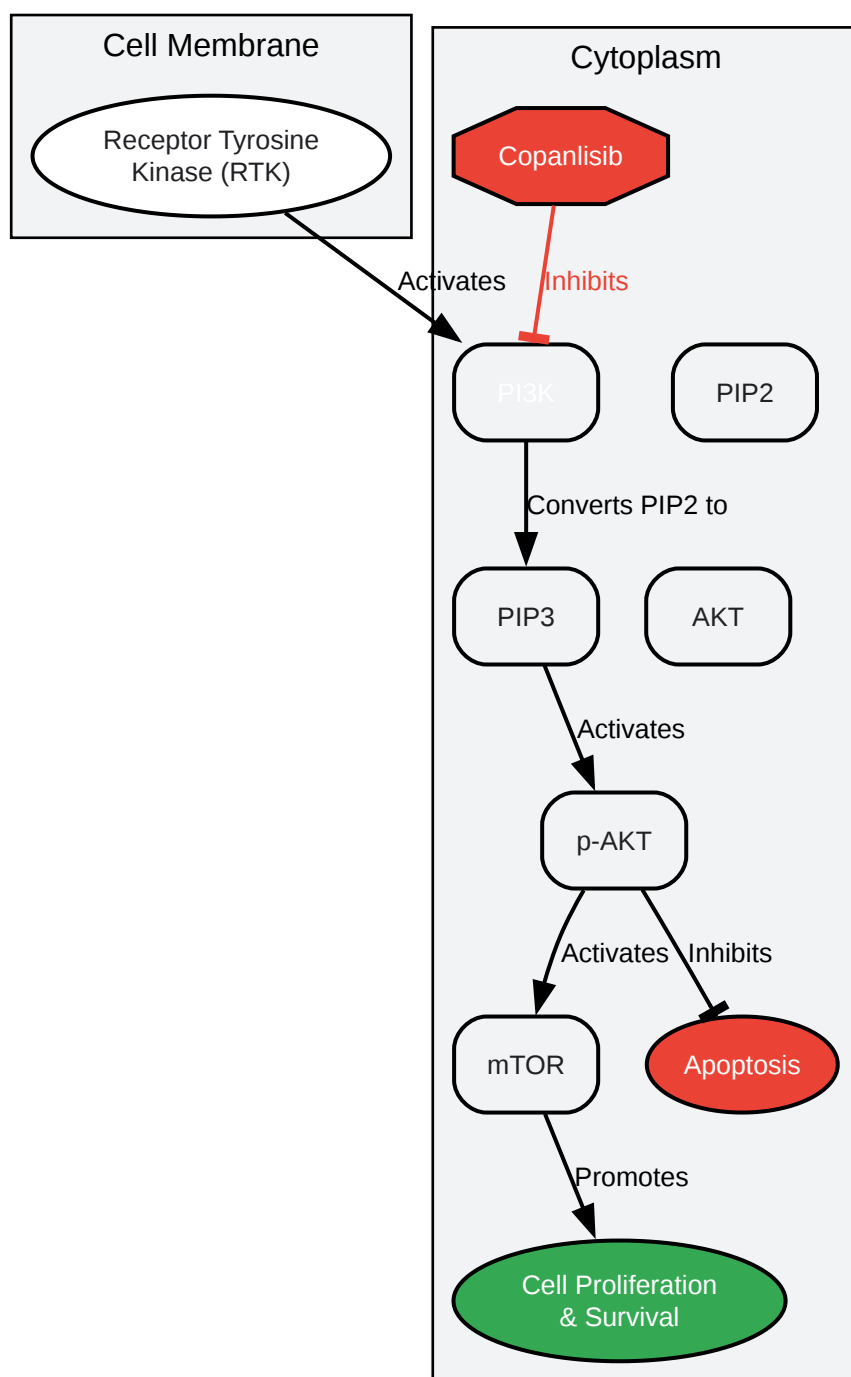 Cell Membrane
Cytoplasm
Receptor Tyrosine
Kinase (RTK)
Copanlisib
Activates
Inhibits
PI3K
PIP2
Converts PIP2 to
PIP3
AKT
Activates
p-AKT
Activates
Inhibits
mTOR
Apoptosis
Promotes
Cell Proliferation
& Survival